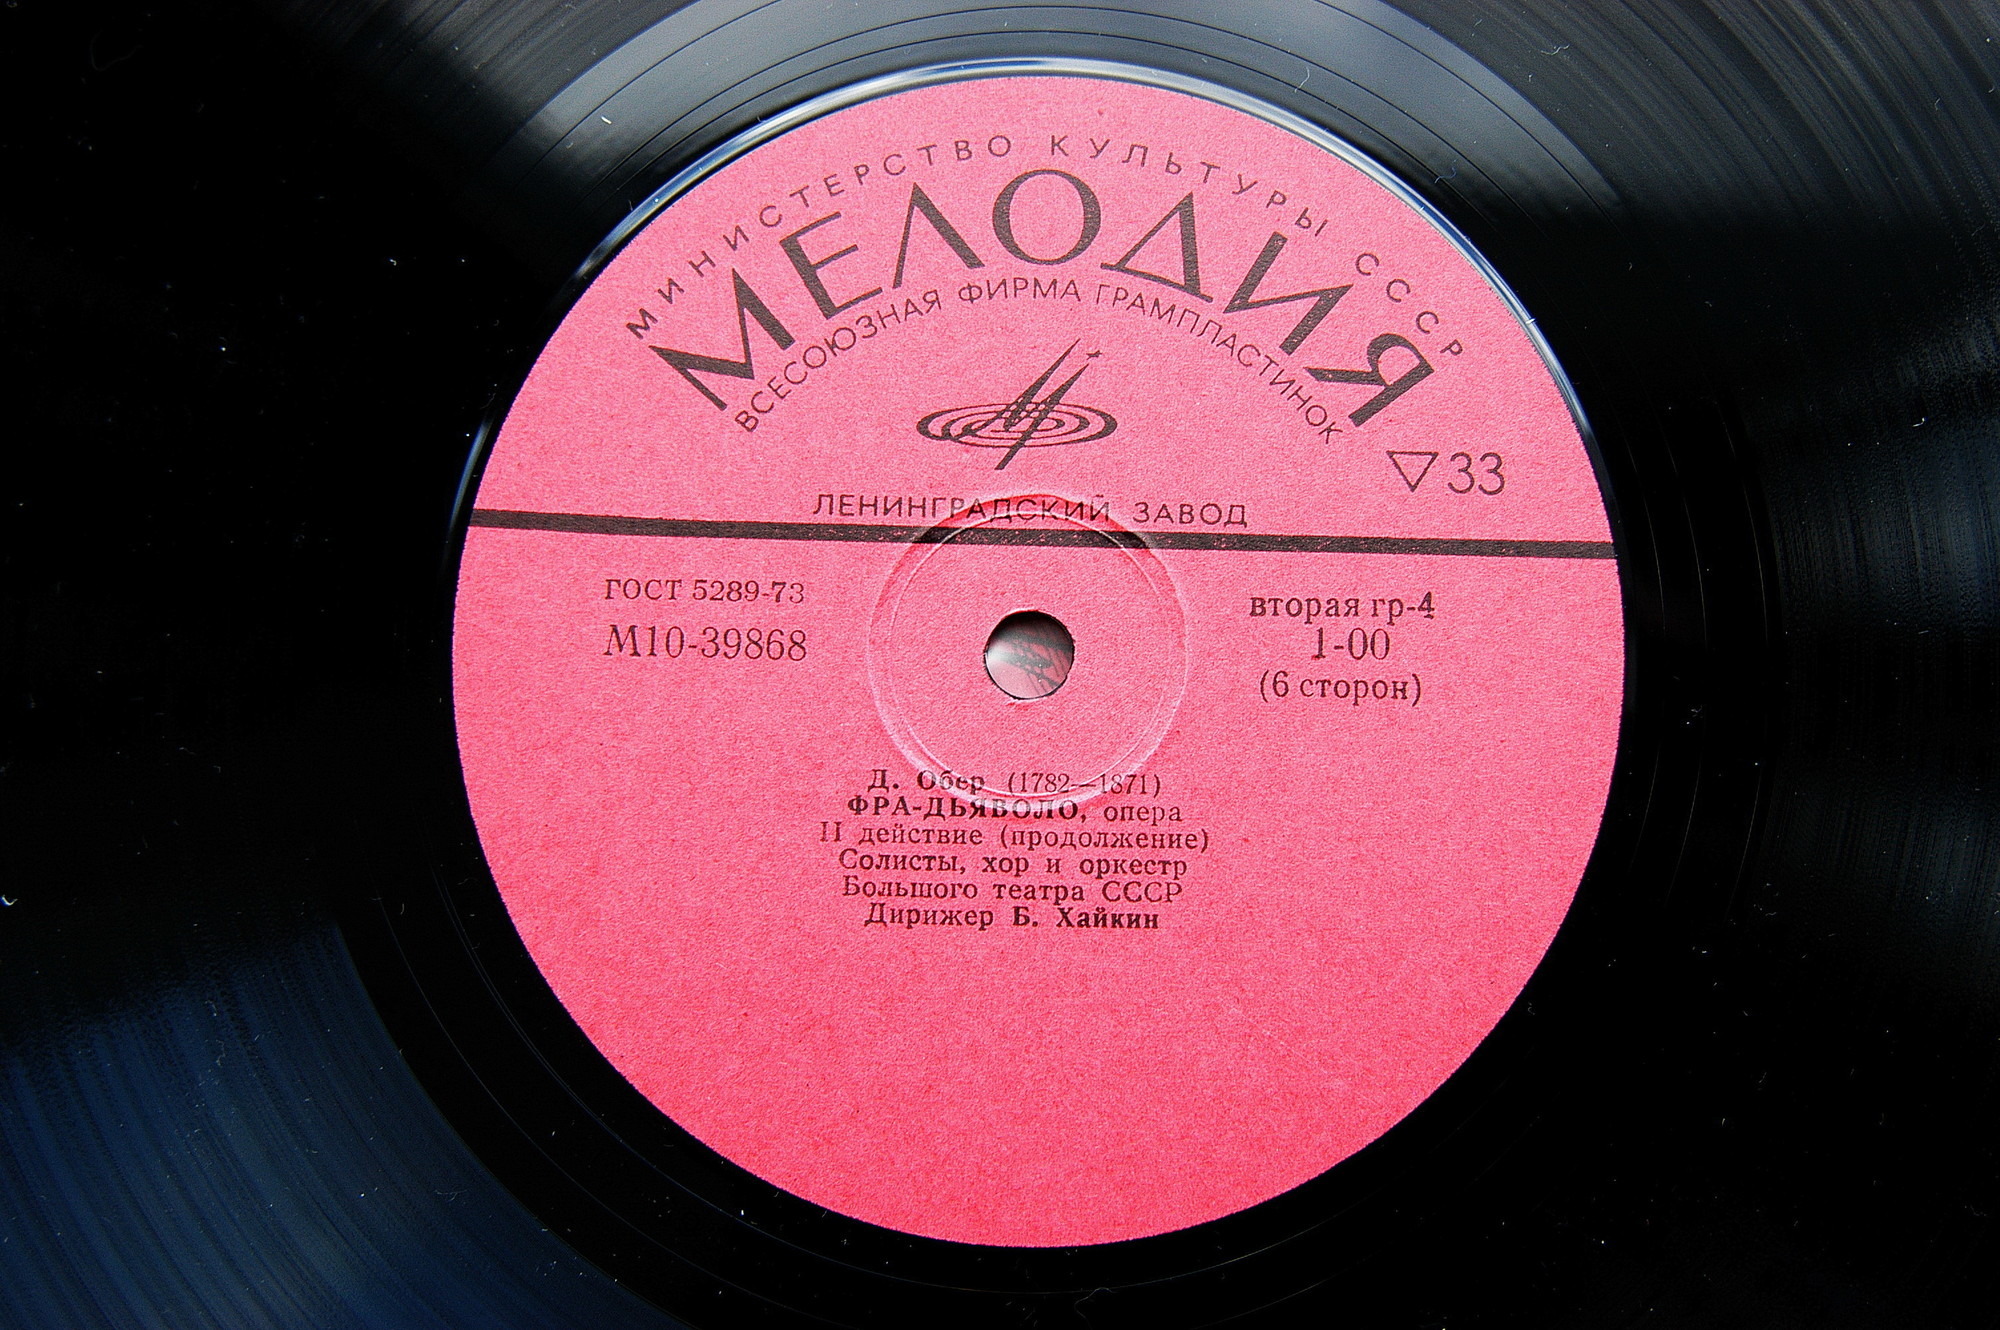 МИНИСТЕРСТВО КУЛЬТУРЫ СССР
МЕЛОДИЯ
ВСЕСОЮЗНАЯ ФИРМА ГРАМПЛАСТИНОК
33
ЛЕНИНГРАДСКИЙ ЗАВОД
ГОСТ 5289-73
М10-39868
вторая гр-4
1-00
(6 сторон)
Д. Обер (1782—1871)
ФРА-ДЬЯВОЛО, опера
II действие (продолжение)
Солисты, хор и оркестр
Большого театра СССР
Дирижер Б. Хайкин